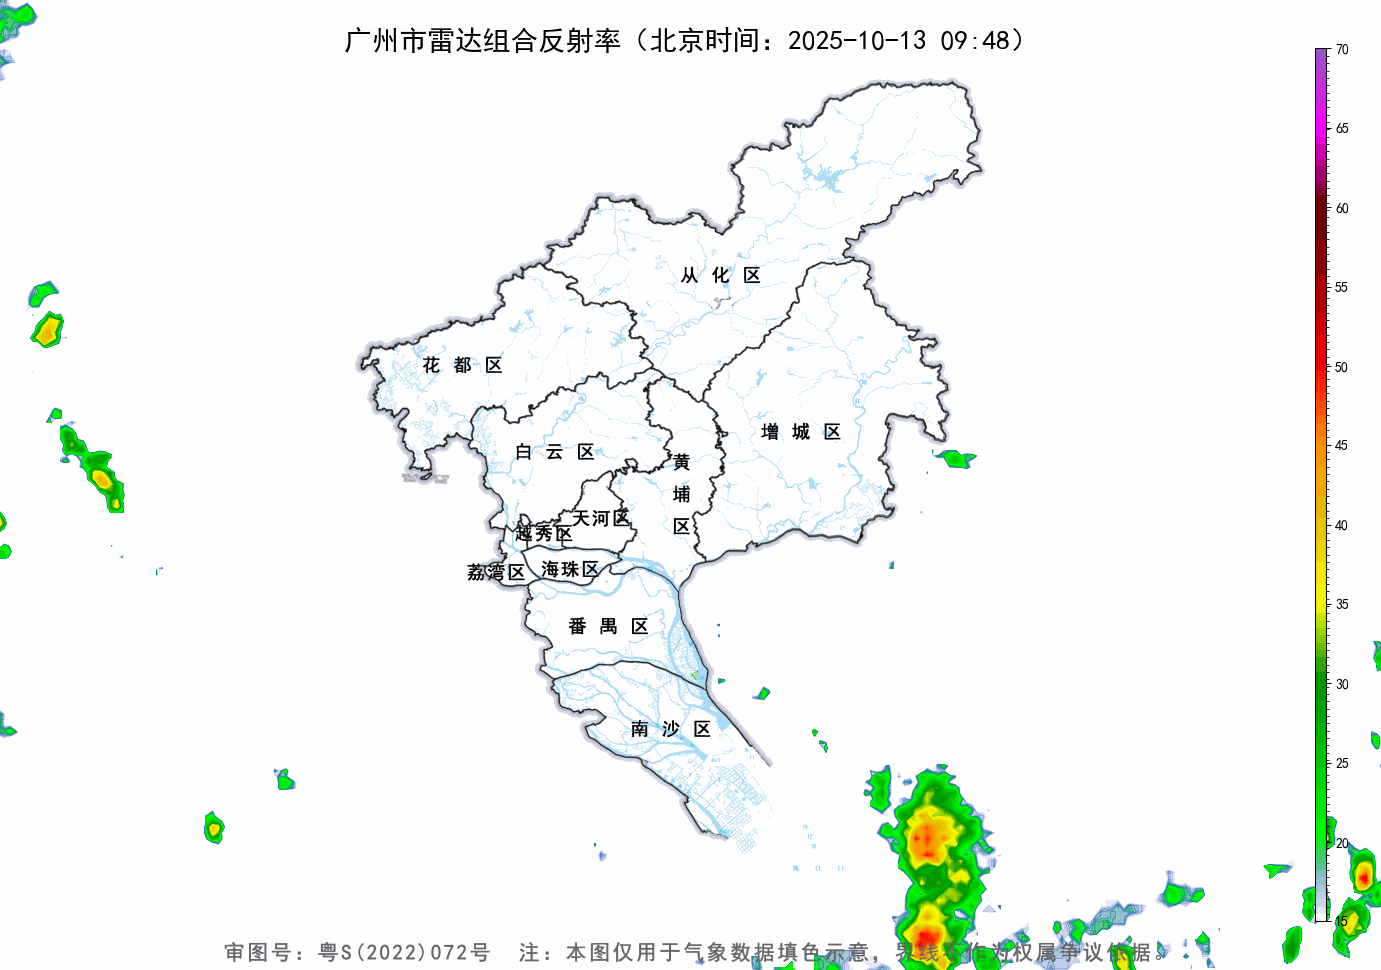 广州市雷达组合反射率（北京时间：2025-10-13 09:48）
70
65
60
55
50
45
40
35
30
25
20
15
从 化 区
花 都 区
增 城 区
白 云 区
黄
埔
区
天河区
越秀区
荔湾区
海珠区
番 禺 区
南 沙 区
审图号：粤S(2022)072号 注：本图仅用于气象数据填色示意，界线不作为权属争议依据。